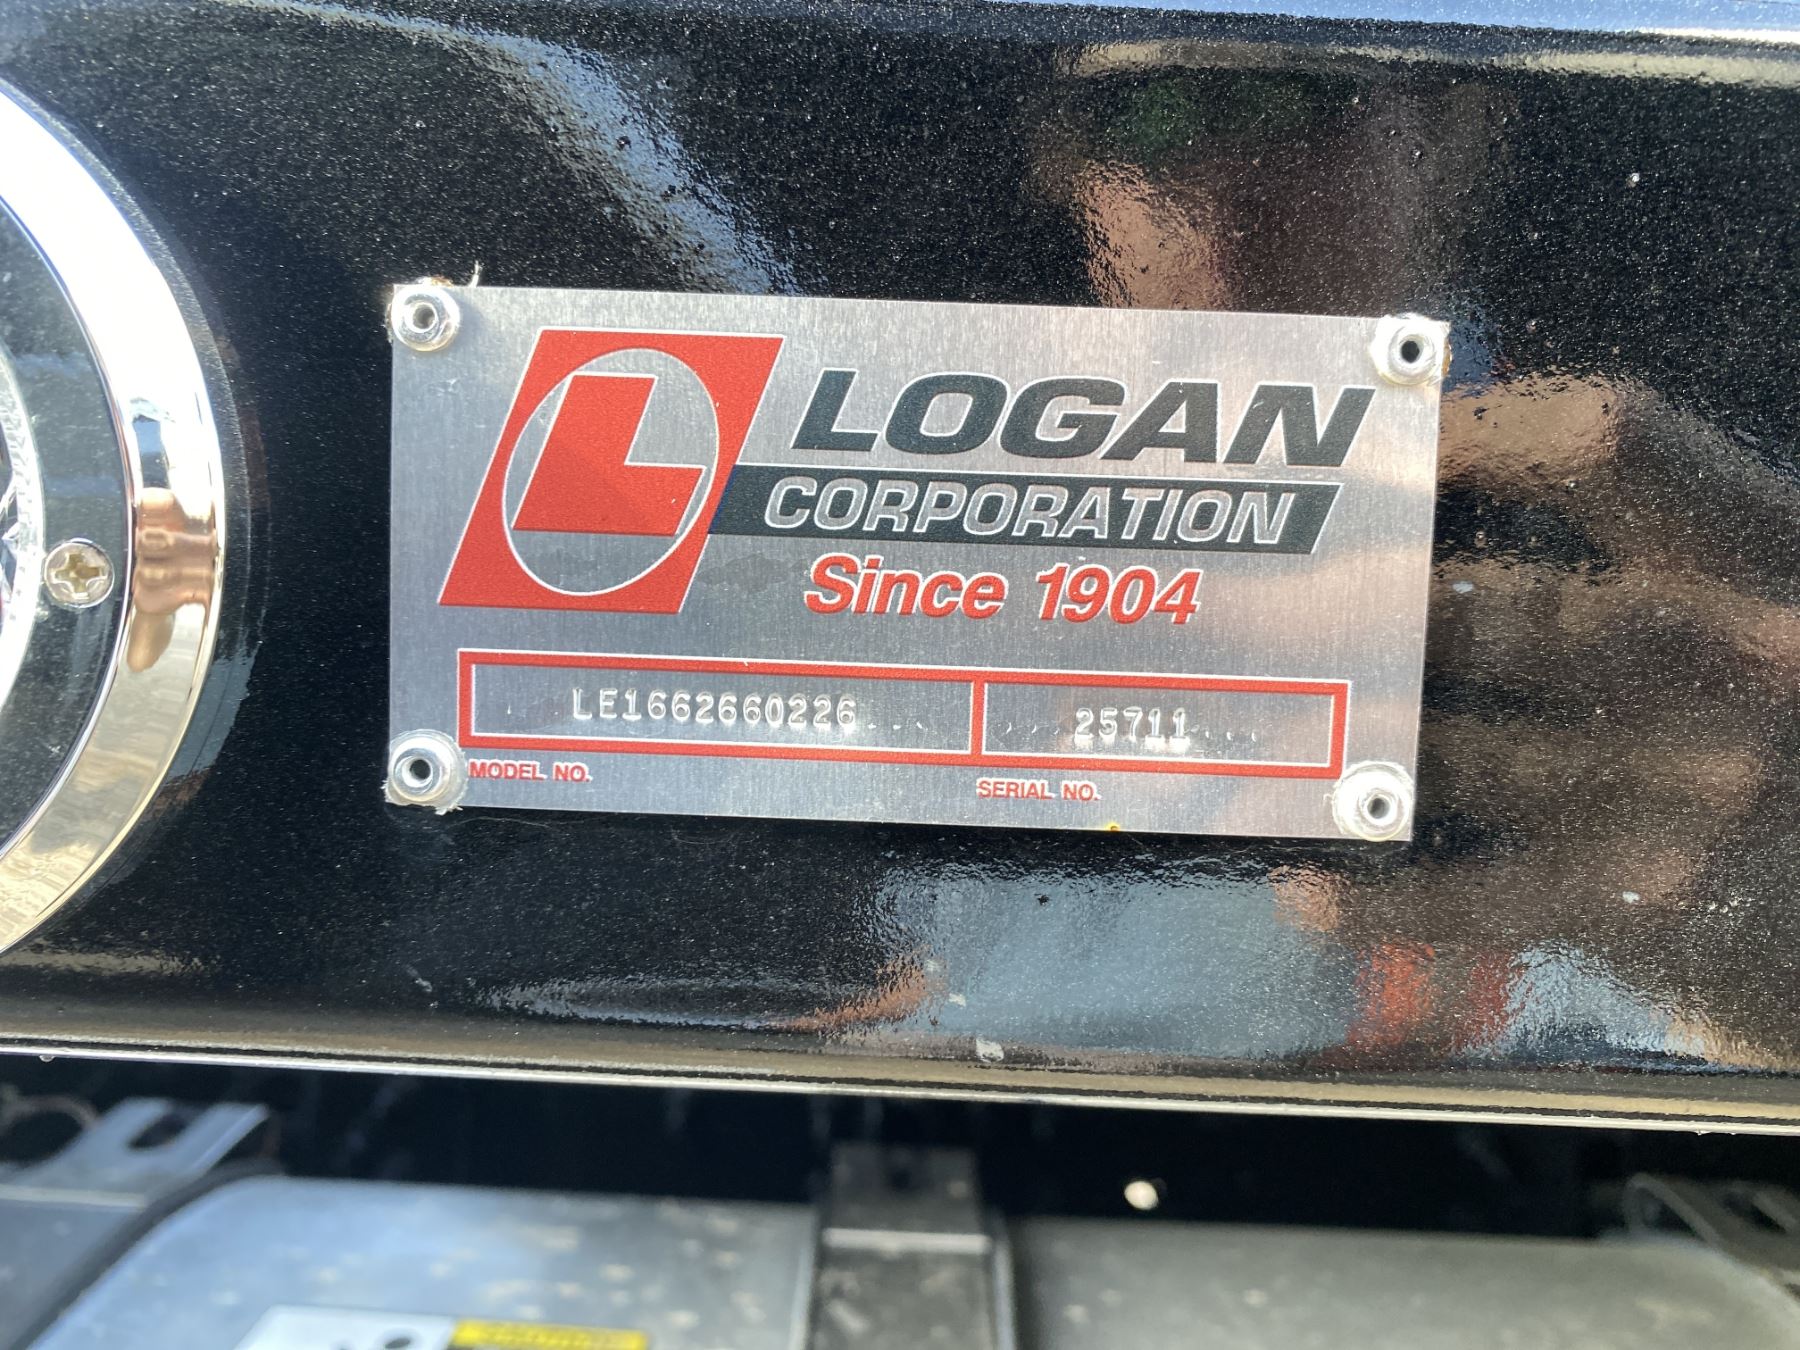 L LOGAN
CORPORATION
Since 1904
LE1662660226
25711
MODEL NO.
SERIAL NO.